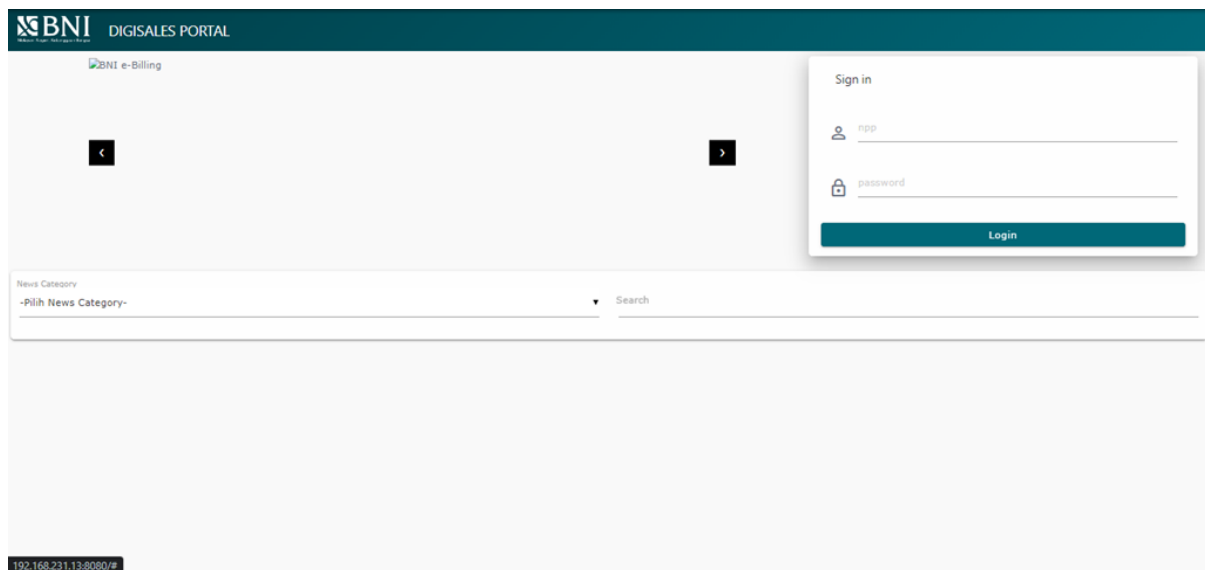 BNI DIGISALES PORTAL
BNI e-Billing
Sign in
npp
password
Login
News Category
-Pilih News Category-
Search
192.168.231.13:8080/#